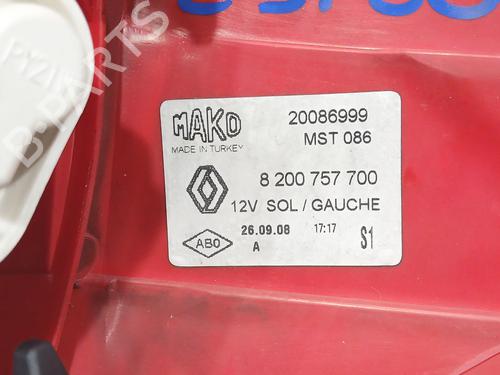 MAKO
MADE IN TURKEY
20086999
MST 086
8 200 757 700
12V SOL / GAUCHE
ABO
26.09.08 17:17
A
S1
PY21W
B-PARTS